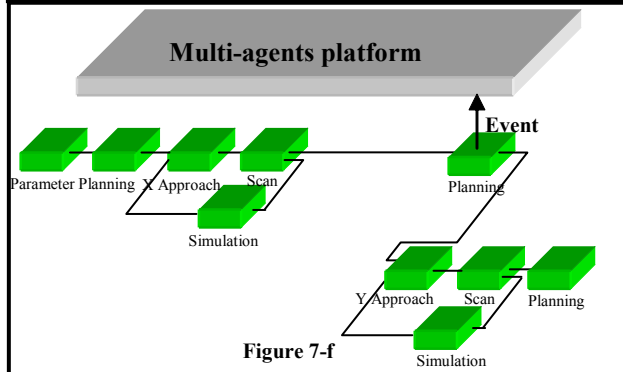 Multi-agents platform
Event
Parameter Planning X Approach Scan
Planning
Simulation
Y Approach Scan Planning
Figure 7-f
Simulation